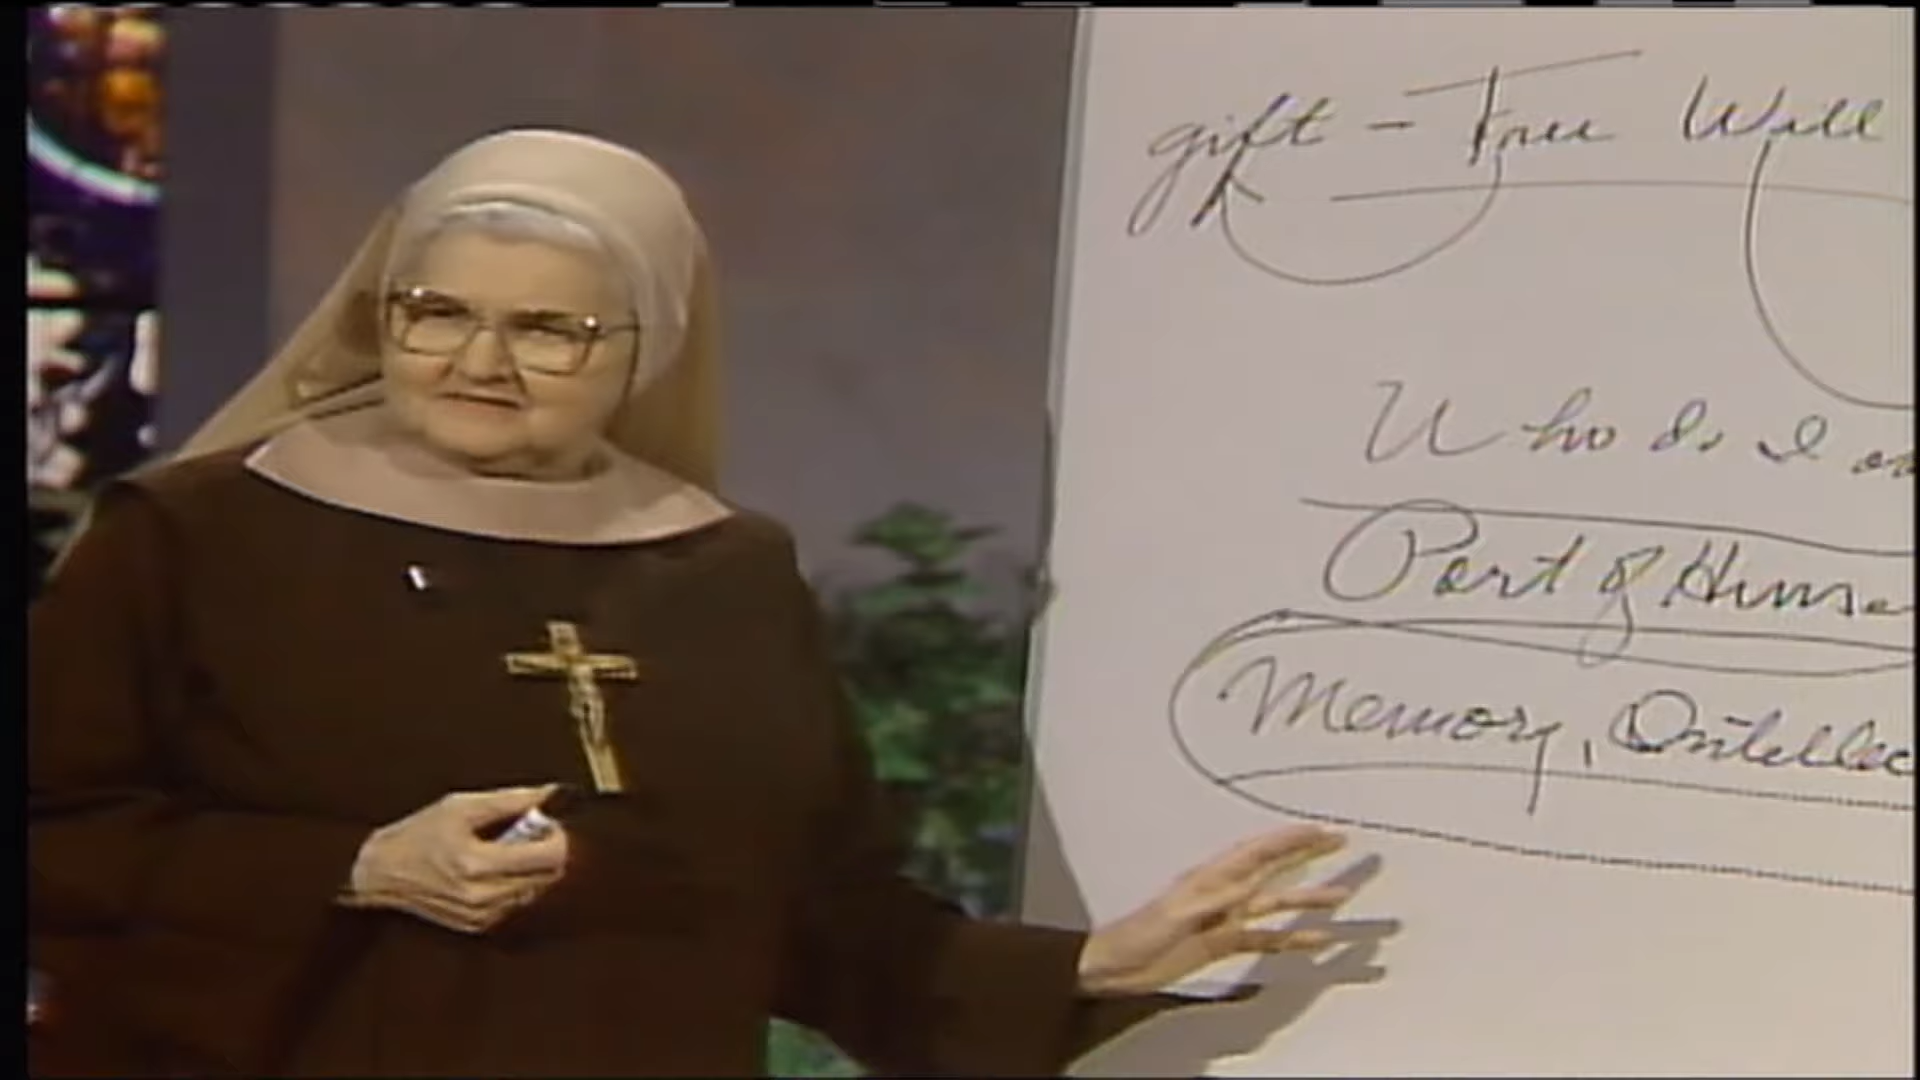 gift - Free Will
Who do I
Part of Himse
Memory, Intellec